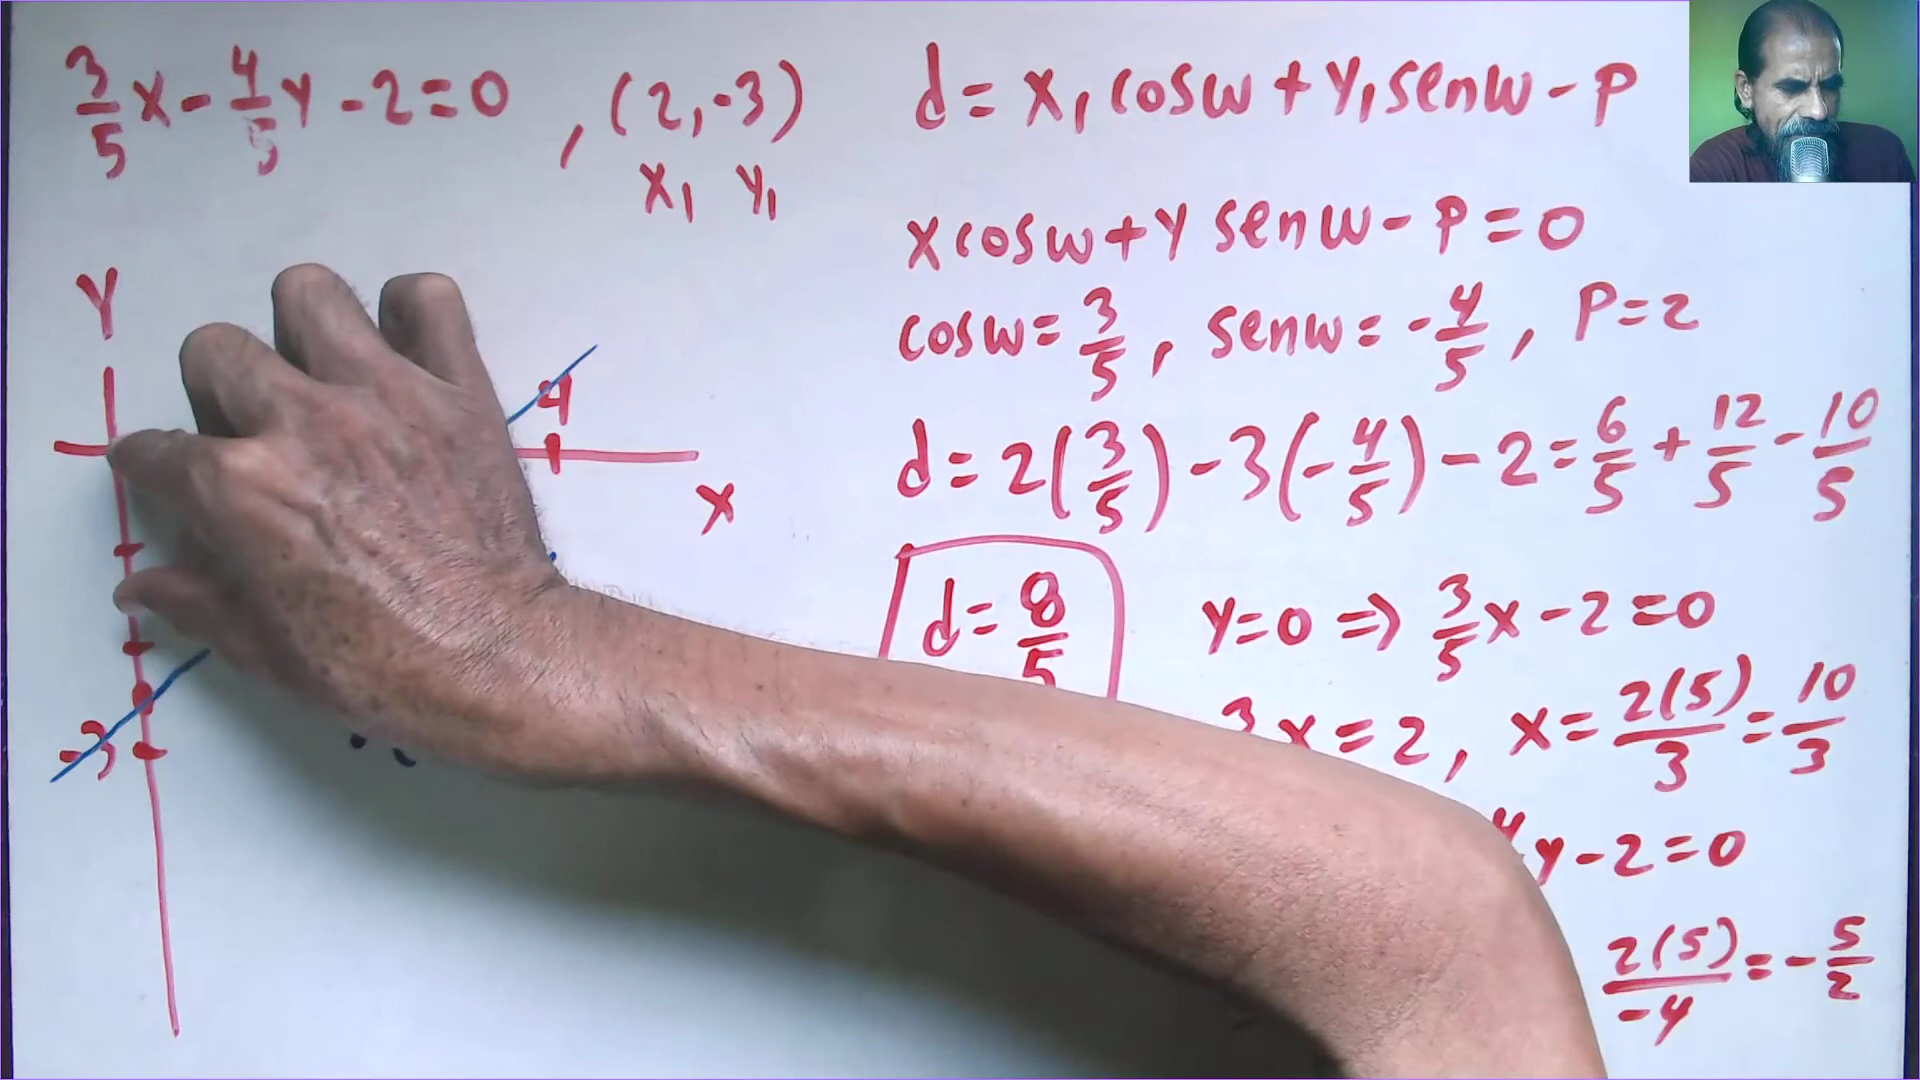 3/5 x - 4/5 y - 2 = 0 , (2, -3)
x₁ y₁
d = x₁ cosw + y₁ senw - p
x cosw + y senw - p = 0
cosw = 3/5 , senw = - 4/5 , P = 2
d = 2(3/5) - 3(- 4/5) - 2 = 6/5 + 12/5 - 10/5
d = 8/5
y = 0 ⇒ 3/5 x - 2 = 0
3 x = 2 , x = 2(5)/3 = 10/3
4 y - 2 = 0
2(5)/-4 = - 5/2
Y
4
X
-3